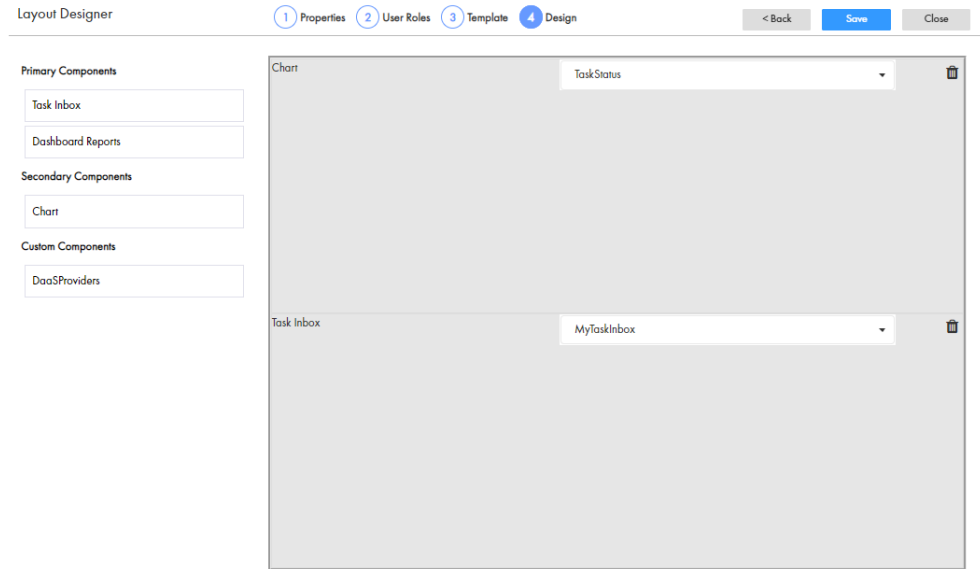 Layout Designer
1 Properties 2 User Roles 3 Template 4 Design
< Back Save Close
Primary Components
Task Inbox
Dashboard Reports
Secondary Components
Chart
Custom Components
DaaSProviders
Chart TaskStatus
Task Inbox MyTaskInbox